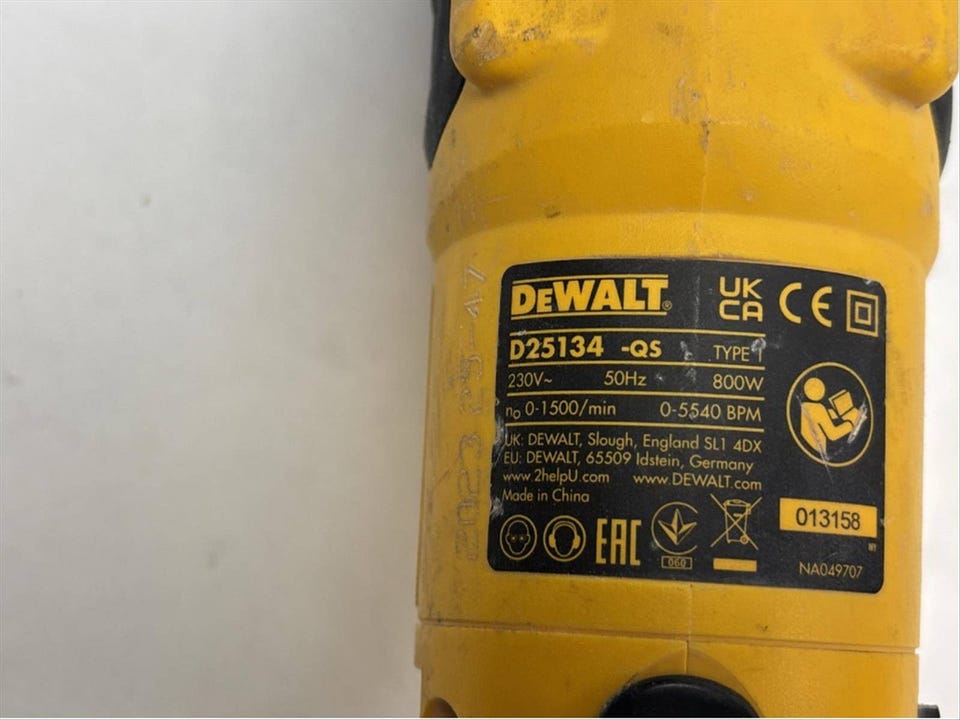 DEWALT®
UK
CA
CE
D25134 -QS TYPE 1
230V~ 50Hz 800W
n₀ 0-1500/min 0-5540 BPM
UK: DEWALT, Slough, England SL1 4DX
EU: DEWALT, 65509 Idstein, Germany
www.2helpU.com www.DEWALT.com
Made in China
EAC
060
013158
NA049707
2023